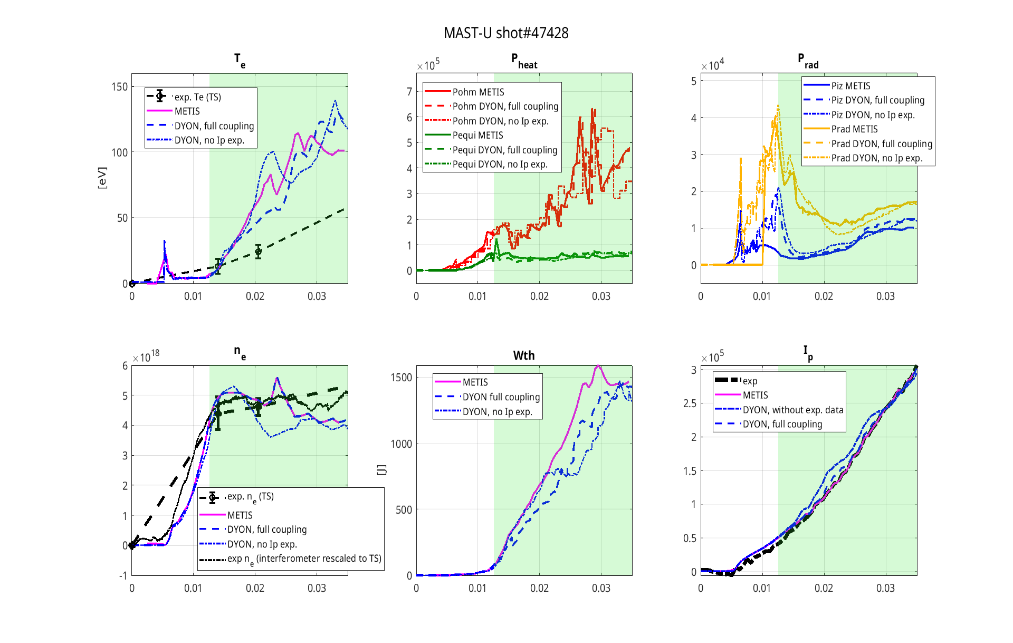 MAST-U shot#47428
T_e
[eV]
150
100
50
0
0 0.01 0.02 0.03
exp. Te (TS)
METIS
DYON, full coupling
DYON, no Ip exp.
P_heat
×10^5
7
6
5
4
3
2
1
0
0 0.01 0.02 0.03
Pohm METIS
Pohm DYON, full coupling
Pohm DYON, no Ip exp.
Pequi METIS
Pequi DYON, full coupling
Pequi DYON, no Ip exp.
P_rad
×10^4
5
4
3
2
1
0
0 0.01 0.02 0.03
Piz METIS
Piz DYON, full coupling
Piz DYON, no Ip exp.
Prad METIS
Prad DYON, full coupling
Prad DYON, no Ip exp.
n_e
×10^18
6
5
4
3
2
1
0
-1
0 0.01 0.02 0.03
exp. n_e (TS)
METIS
DYON, full coupling
DYON, no Ip exp.
exp n_e (interferometer rescaled to TS)
Wth
[J]
1500
1000
500
0
0 0.01 0.02 0.03
METIS
DYON full coupling
DYON, no Ip exp.
I_p
×10^5
3
2.5
2
1.5
1
0.5
0
0 0.01 0.02 0.03
exp
METIS
DYON, without exp. data
DYON, full coupling